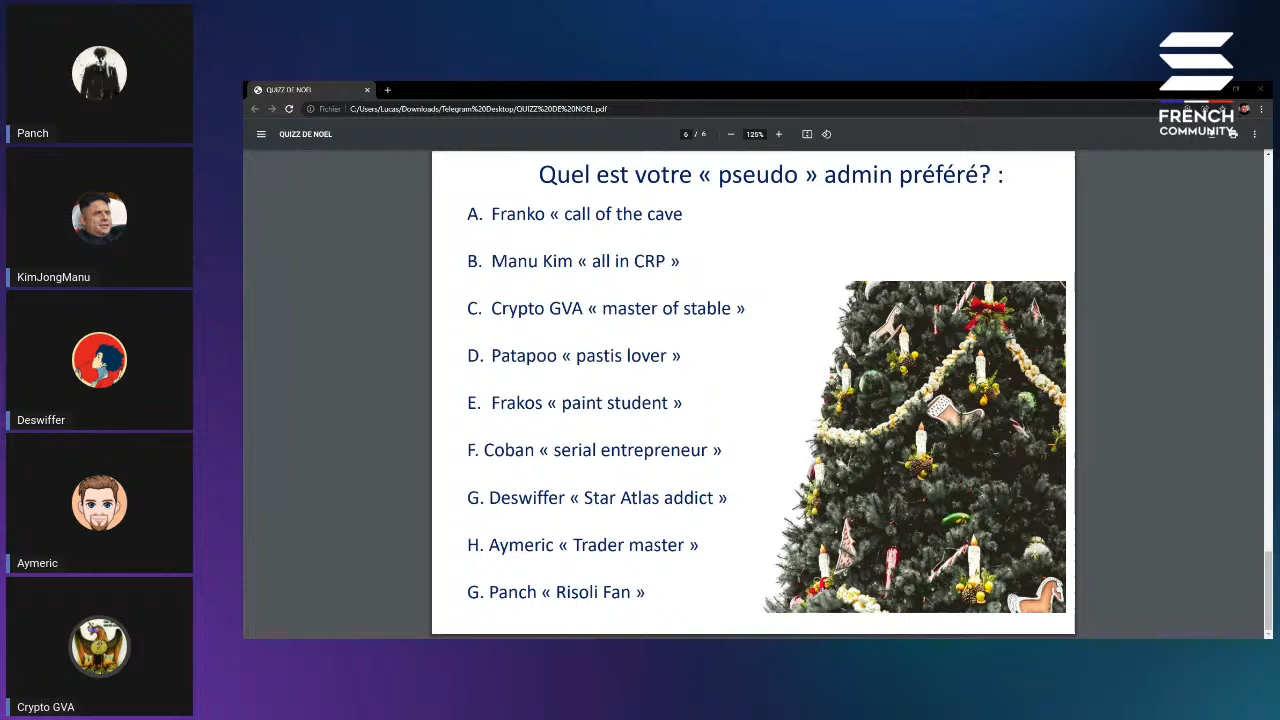 Panch
KimJongManu
Deswiffer
Aymeric
Crypto GVA
QUIZZ DE NOEL
Fichier
C:/Users/Lucas/Downloads/Telegram%20Desktop/QUIZZ%20DE%20NOEL.pdf
QUIZZ DE NOEL
6 / 6
125%
FRENCH
COMMUNITY
Quel est votre « pseudo » admin préféré? :
A. Franko « call of the cave
B. Manu Kim « all in CRP »
C. Crypto GVA « master of stable »
D. Patapoo « pastis lover »
E. Frakos « paint student »
F. Coban « serial entrepreneur »
G. Deswiffer « Star Atlas addict »
H. Aymeric « Trader master »
G. Panch « Risoli Fan »